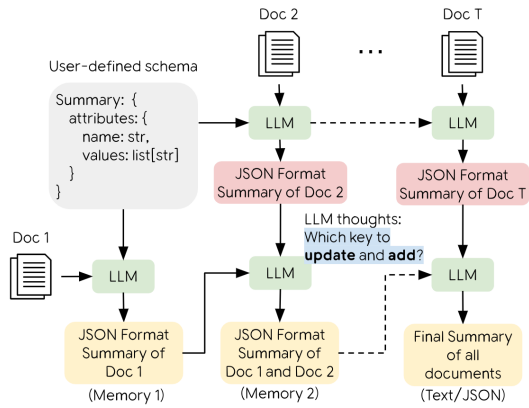 Doc 2
Doc T
...
User-defined schema
Summary: {
attributes: {
name: str,
values: list[str]
}
}
LLM
LLM
JSON Format
Summary of Doc 2
JSON Format
Summary of Doc T
LLM thoughts:
Which key to
update and add?
Doc 1
LLM
LLM
LLM
JSON Format
Summary of
Doc 1
(Memory 1)
JSON Format
Summary of
Doc 1 and Doc 2
(Memory 2)
Final Summary
of all
documents
(Text/JSON)